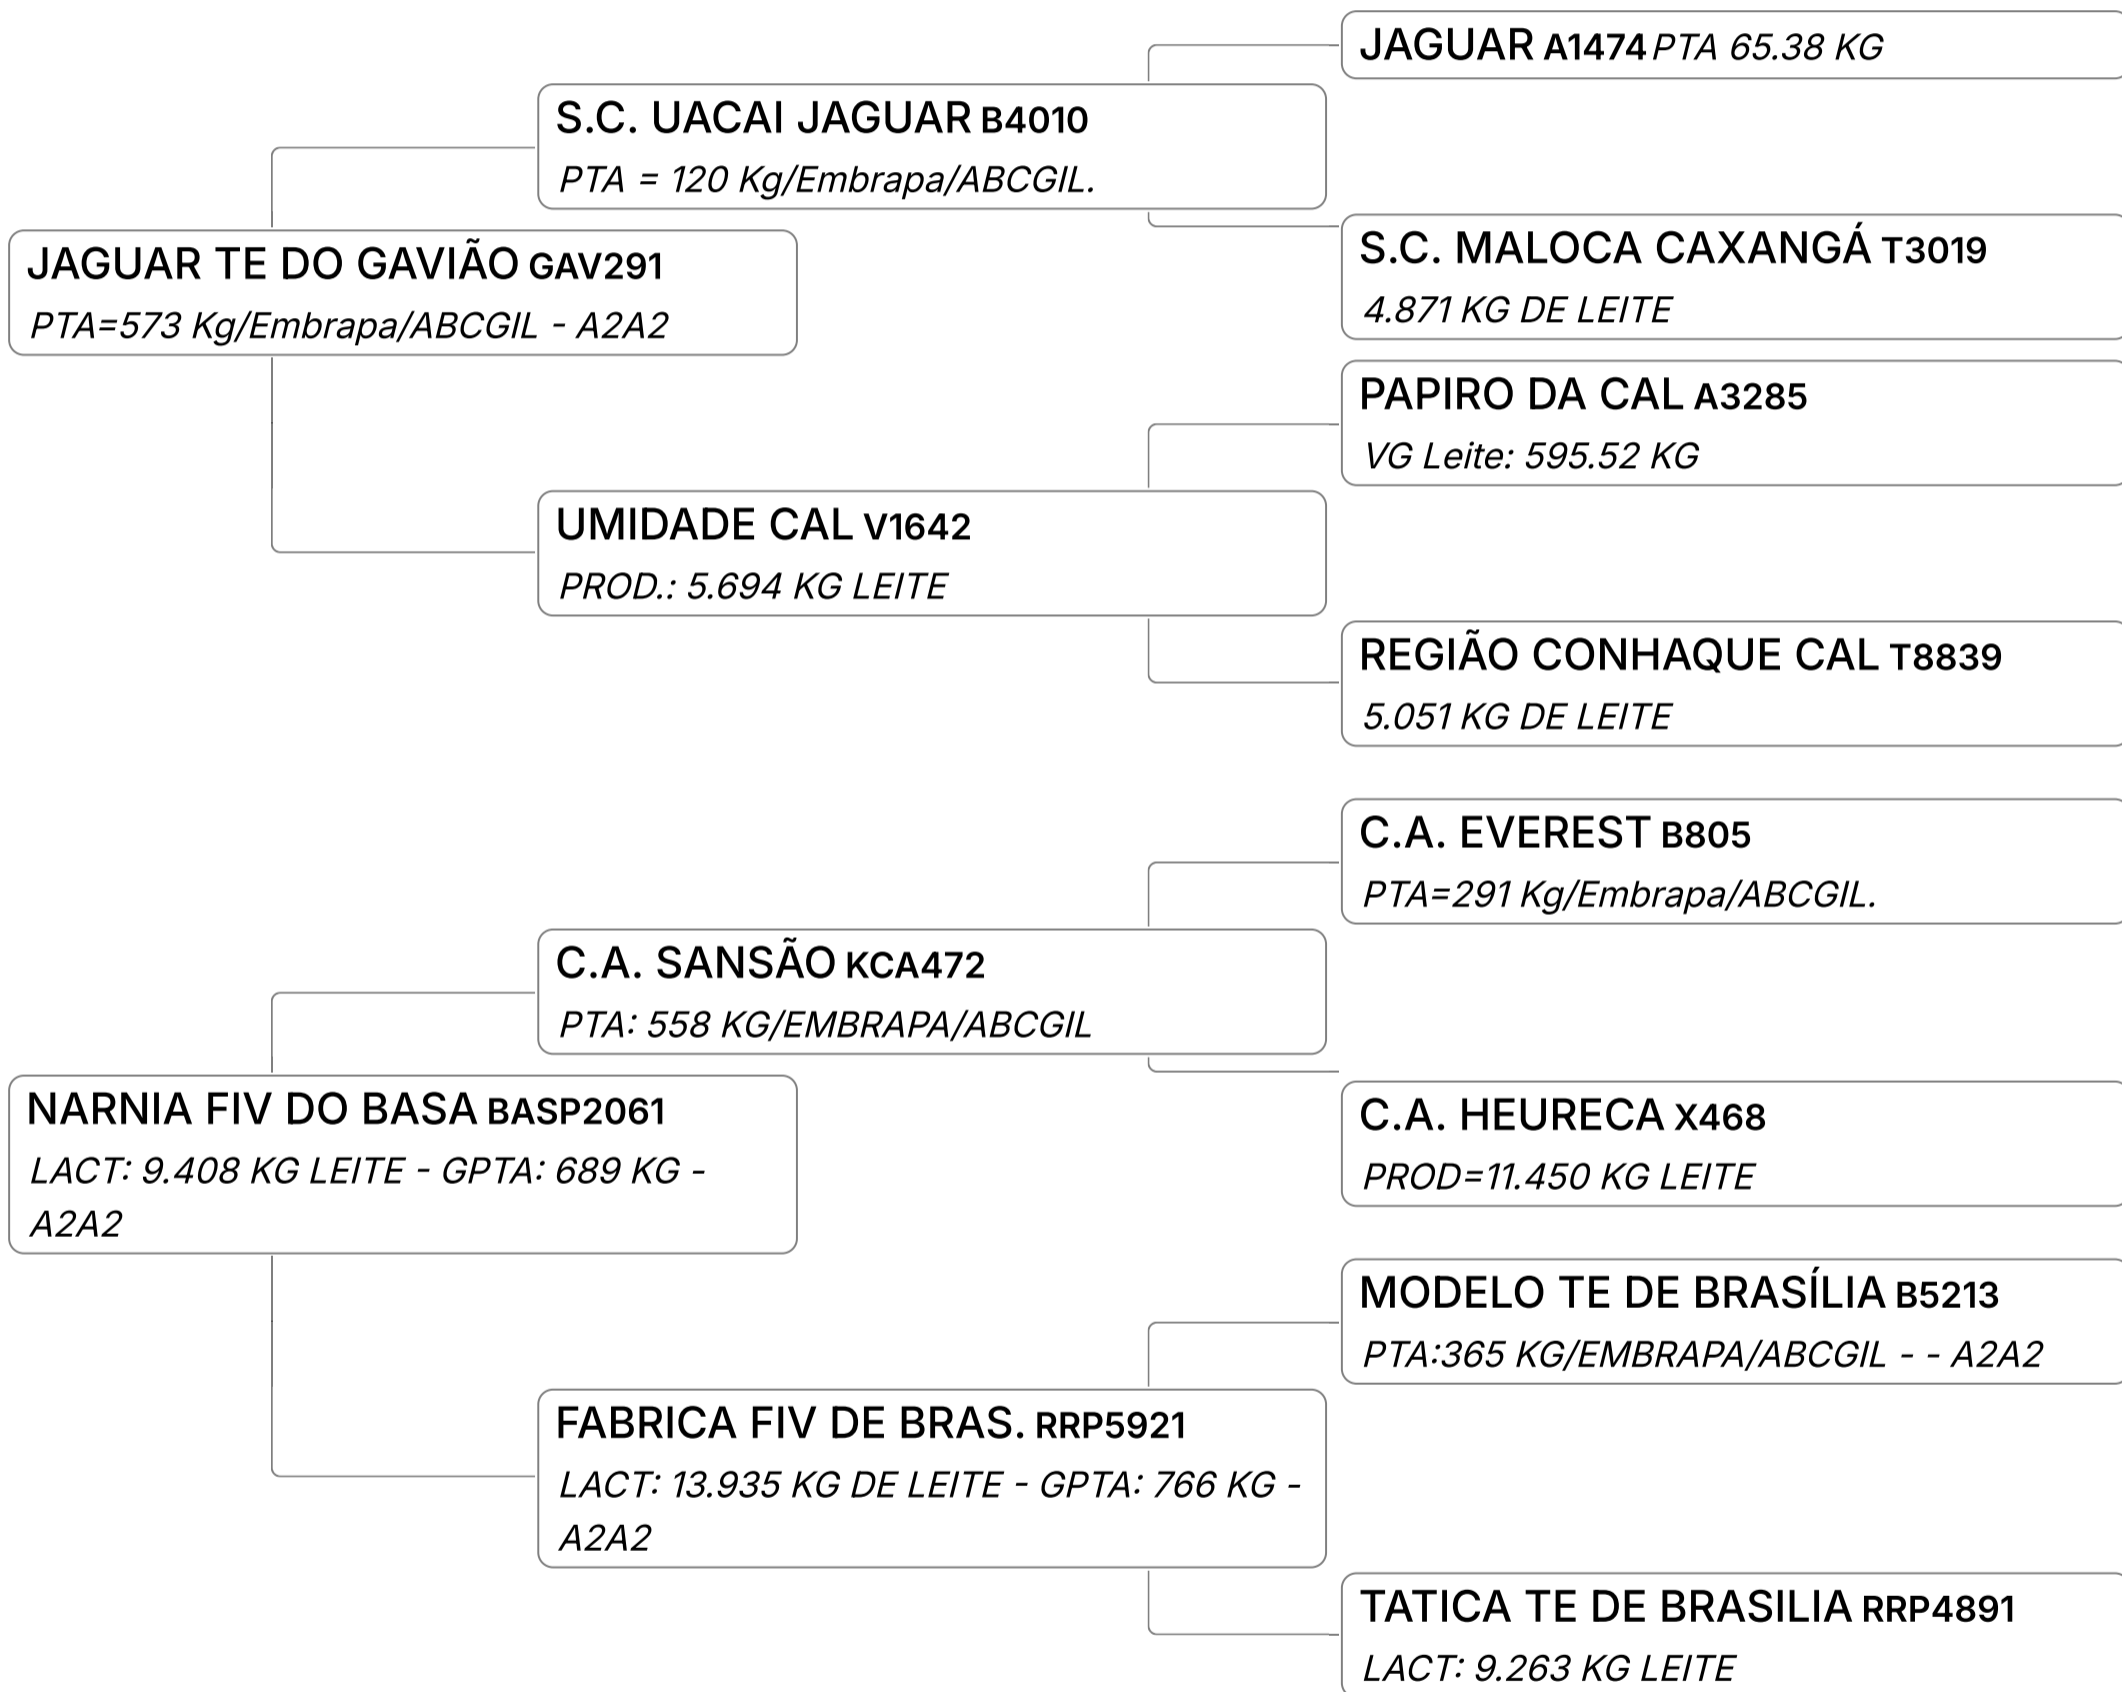 JAGUAR A1474 PTA 65.38 KG
S.C. UACAI JAGUAR B4010
PTA = 120 Kg/Embrapa/ABCGIL.
S.C. MALOCA CAXANGÁ T3019
4.871 KG DE LEITE
JAGUAR TE DO GAVIÃO GAV291
PTA=573 Kg/Embrapa/ABCGIL - A2A2
PAPIRO DA CAL A3285
VG Leite: 595.52 KG
UMIDADE CAL V1642
PROD.: 5.694 KG LEITE
REGIÃO CONHAQUE CAL T8839
5.051 KG DE LEITE
C.A. EVEREST B805
PTA=291 Kg/Embrapa/ABCGIL.
C.A. SANSÃO KCA472
PTA: 558 KG/EMBRAPA/ABCGIL
C.A. HEURECA X468
PROD=11.450 KG LEITE
NARNIA FIV DO BASA BASP2061
LACT: 9.408 KG LEITE - GPTA: 689 KG -
A2A2
MODELO TE DE BRASÍLIA B5213
PTA:365 KG/EMBRAPA/ABCGIL - - A2A2
FABRICA FIV DE BRAS. RRP5921
LACT: 13.935 KG DE LEITE - GPTA: 766 KG -
A2A2
TATICA TE DE BRASILIA RRP4891
LACT: 9.263 KG LEITE